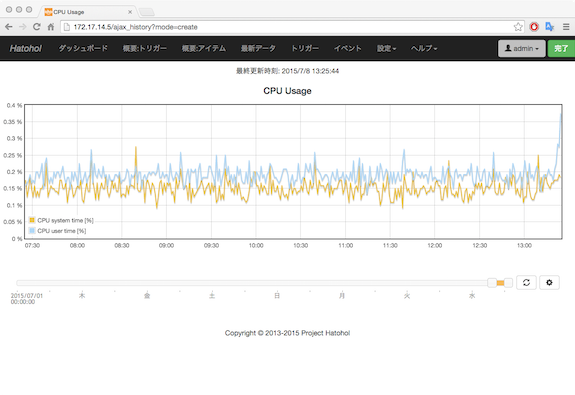 CPU Usage
172.17.14.5/ajax_history?mode=create
Hatohol ダッシュボード 概要:トリガー 概要:アイテム 最新データ トリガー イベント 設定 ヘルプ admin 完了
最終更新時刻: 2015/7/8 13:25:44
CPU Usage
0.4 %
0.35 %
0.3 %
0.25 %
0.2 %
0.15 %
0.1 %
0.05 %
0 %
CPU system time [%]
CPU user time [%]
07:30 08:00 08:30 09:00 09:30 10:00 10:30 11:00 11:30 12:00 12:30 13:00
2015/07/01 木 金 土 日 月 火 水
00:00:00
Copyright © 2013-2015 Project Hatohol